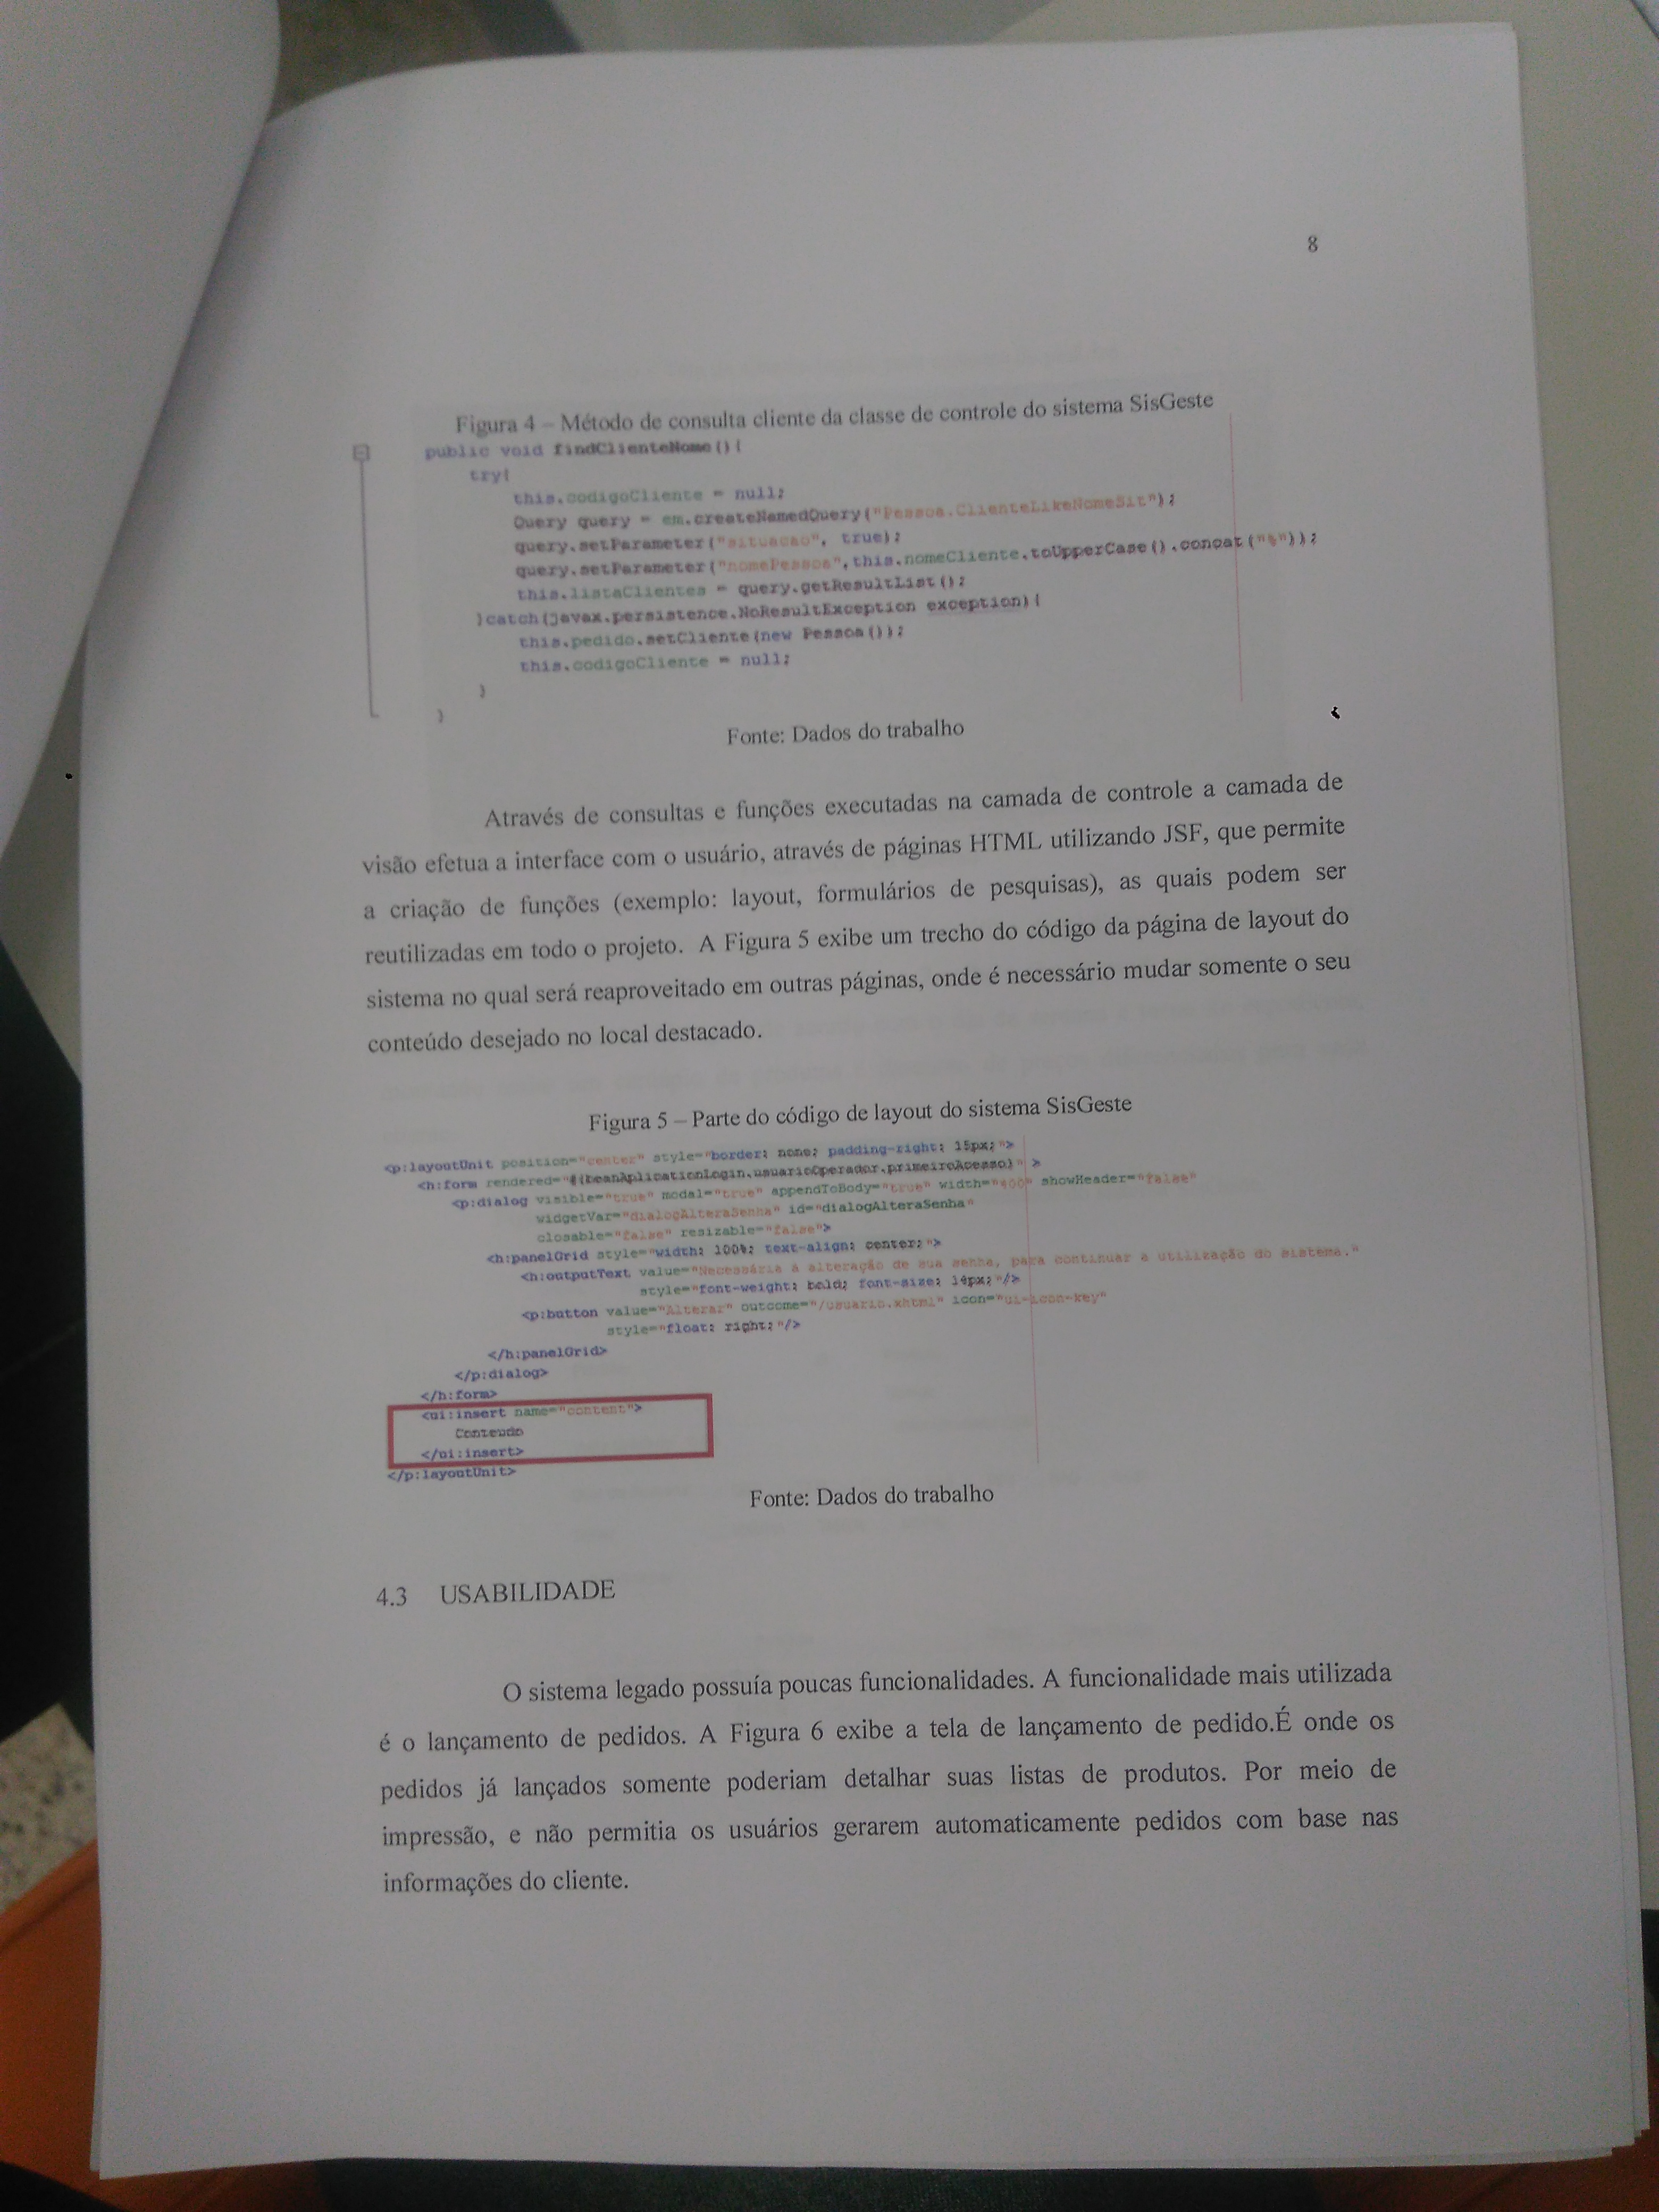 8
Figura 4 – Método de consulta cliente da classe de controle do sistema SisGeste
public void findClienteNome(){
try{
this.codigoCliente = null;
Query query = em.createNamedQuery("Pessoa.ClienteLikeNomeSit");
query.setParameter("situacao", true);
query.setParameter("nomePessoa",this.nomeCliente.toUpperCase().concat("%"));
this.listaClientes = query.getResultList();
}catch(javax.persistence.NoResultException exception){
this.pedido.setCliente(new Pessoa());
this.codigoCliente = null;
}
}
Fonte: Dados do trabalho
Através de consultas e funções executadas na camada de controle a camada de
visão efetua a interface com o usuário, através de páginas HTML utilizando JSF, que permite
a criação de funções (exemplo: layout, formulários de pesquisas), as quais podem ser
reutilizadas em todo o projeto. A Figura 5 exibe um trecho do código da página de layout do
sistema no qual será reaproveitado em outras páginas, onde é necessário mudar somente o seu
conteúdo desejado no local destacado.
Figura 5 – Parte do código de layout do sistema SisGeste
<p:layoutUnit position="center" style="border: none; padding-right: 15px;">
<h:form rendered="#{beanAplicationLogin.usuarioOperador.primeiroAcesso}" >
<p:dialog visible="true" modal="true" appendToBody="true" width="400" showHeader="false"
widgetVar="dialogAlteraSenha" id="dialogAlteraSenha"
closable="false" resizable="false">
<h:panelGrid style="width: 100%; text-align: center;">
<h:outputText value="Necessária a alteração de sua senha, para continuar a utilização do sistema."
style="font-weight: bold; font-size: 14px;"/>
<p:button value="Alterar" outcome="/usuario.xhtml" icon="ui-icon-key"
style="float: right;"/>
</h:panelGrid>
</p:dialog>
</h:form>
<ui:insert name="content">
Conteudo
</ui:insert>
</p:layoutUnit>
Fonte: Dados do trabalho
4.3 USABILIDADE
O sistema legado possuía poucas funcionalidades. A funcionalidade mais utilizada
é o lançamento de pedidos. A Figura 6 exibe a tela de lançamento de pedido.É onde os
pedidos já lançados somente poderiam detalhar suas listas de produtos. Por meio de
impressão, e não permitia os usuários gerarem automaticamente pedidos com base nas
informações do cliente.